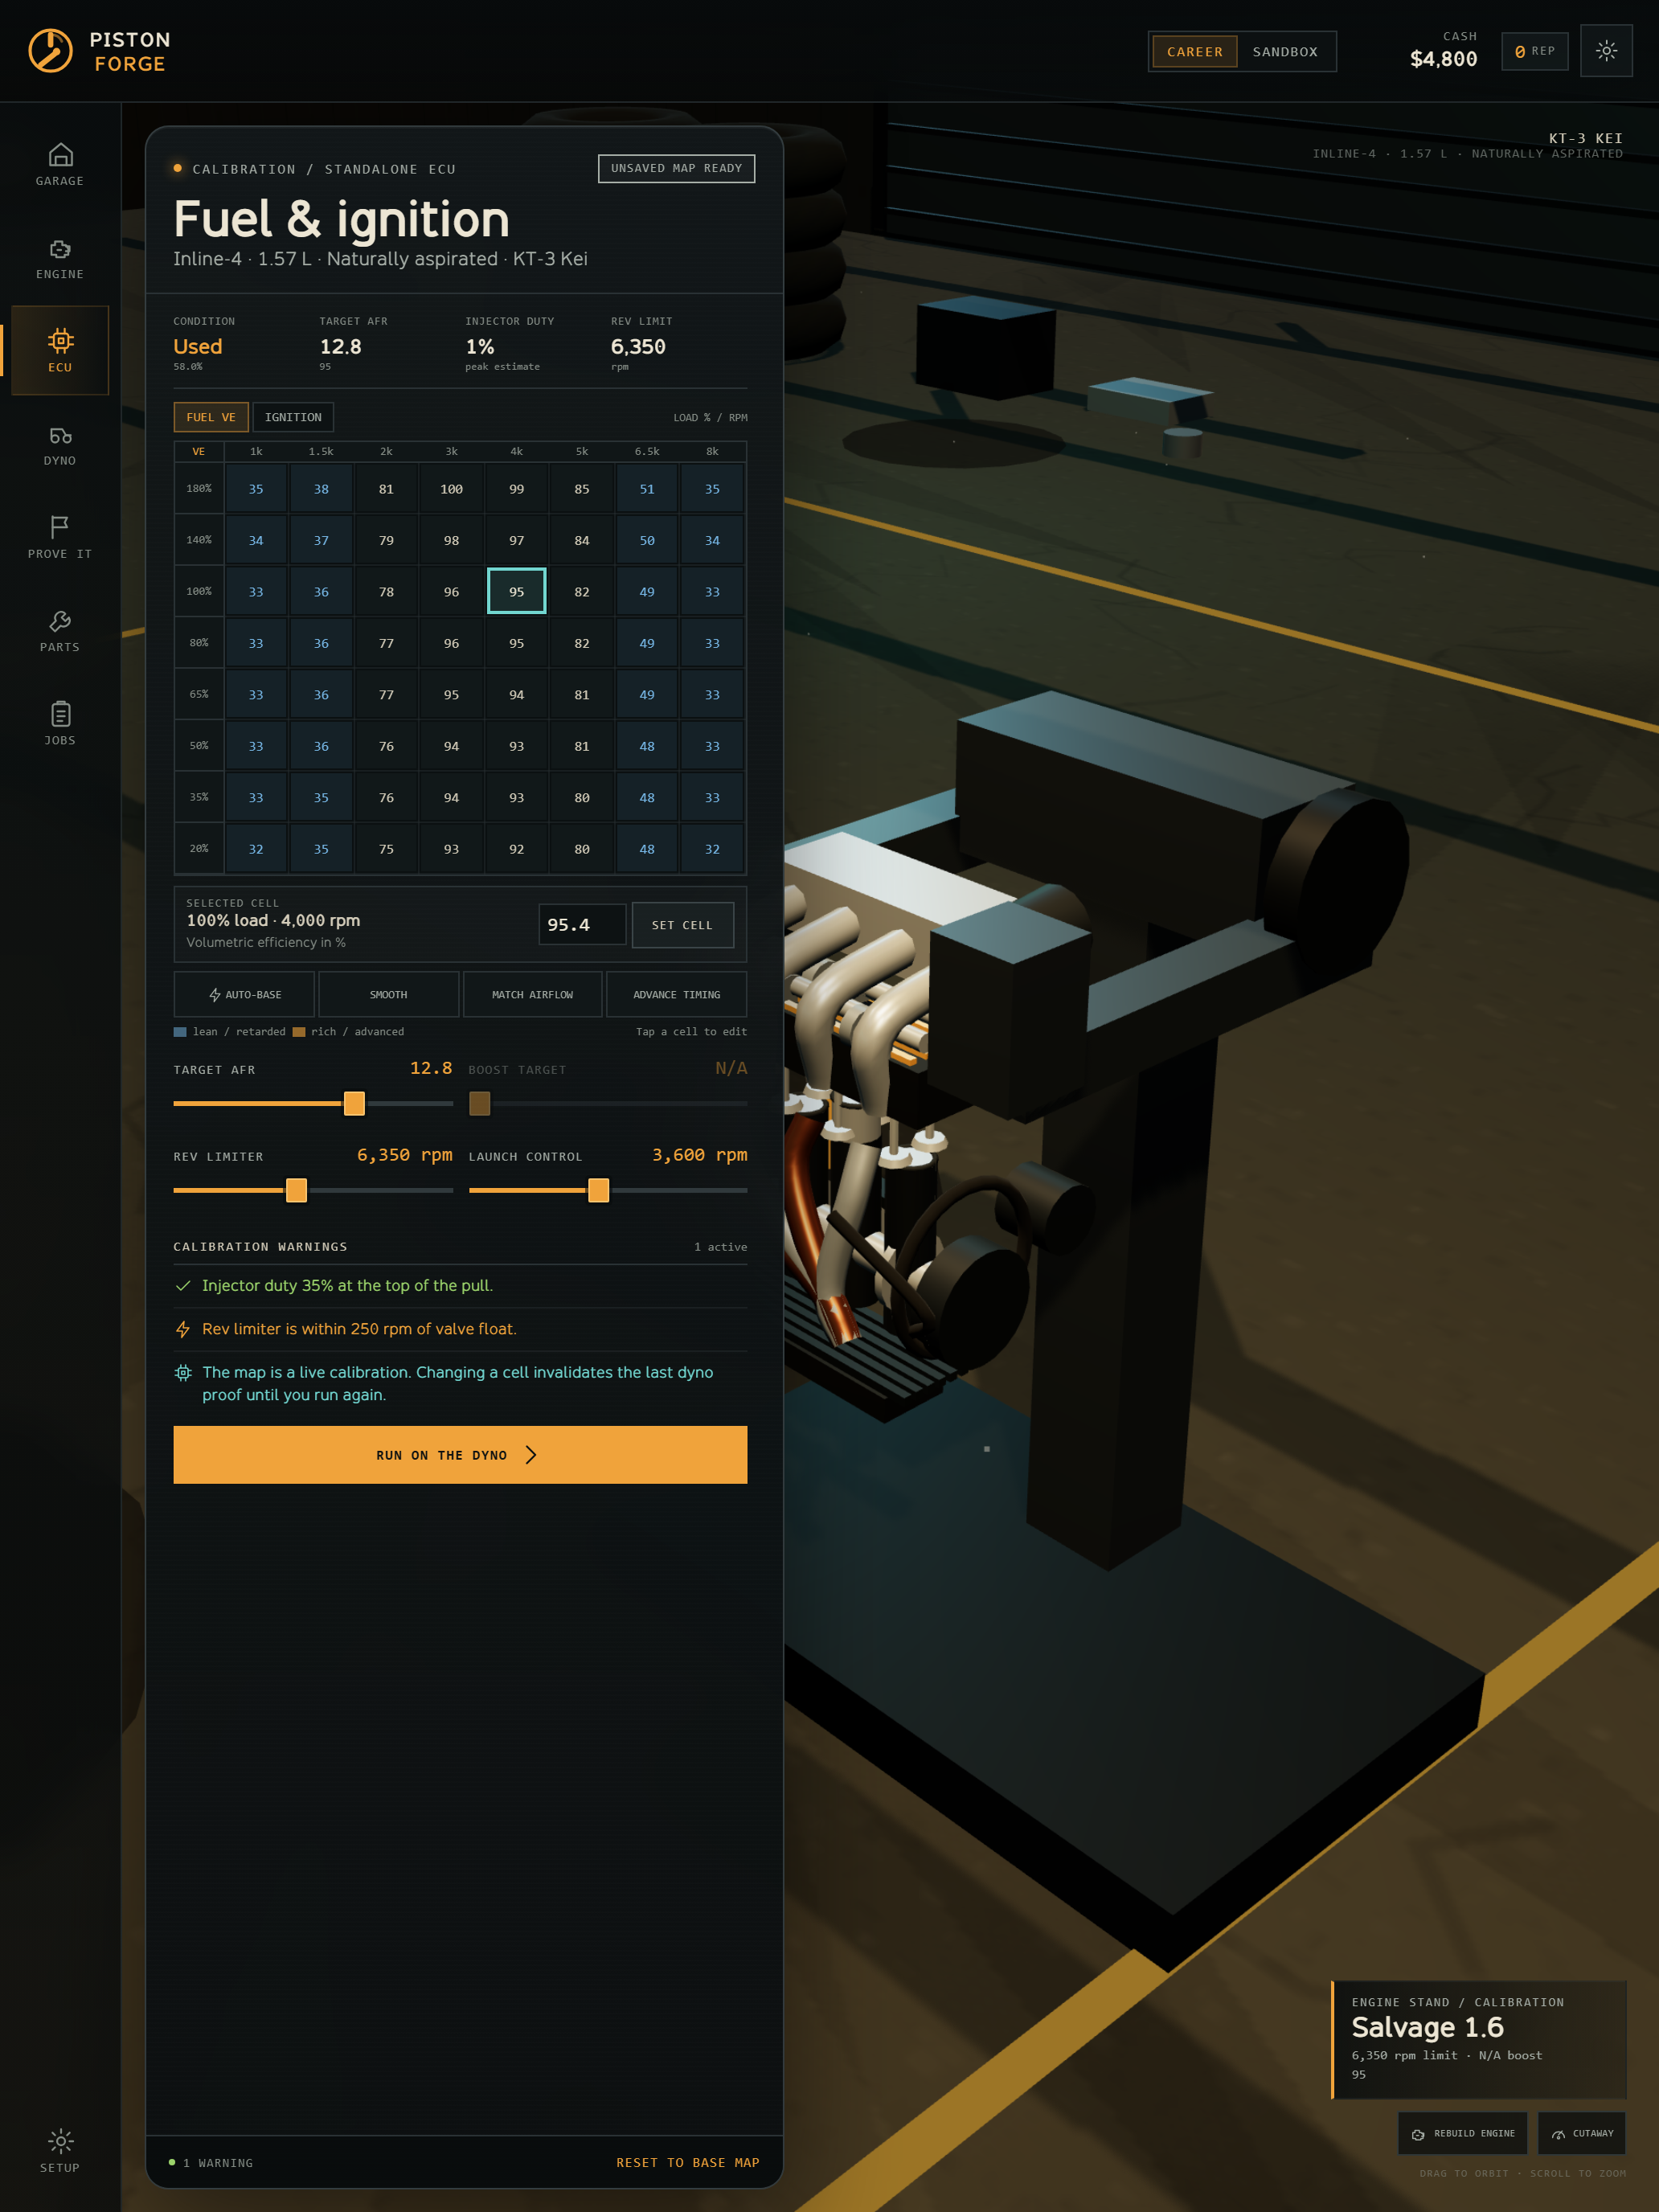 PISTON
FORGE
CAREER
SANDBOX
CASH
$4,800
0 REP
GARAGE
ENGINE
ECU
DYNO
PROVE IT
PARTS
JOBS
SETUP
KT-3 KEI
INLINE-4 · 1.57 L · NATURALLY ASPIRATED
CALIBRATION / STANDALONE ECU
UNSAVED MAP READY
Fuel & ignition
Inline-4 · 1.57 L · Naturally aspirated · KT-3 Kei
CONDITION TARGET AFR INJECTOR DUTY REV LIMIT
Used 12.8 1% 6,350
58.0% 95 peak estimate rpm
FUEL VE IGNITION LOAD % / RPM
VE 1k 1.5k 2k 3k 4k 5k 6.5k 8k
180% 35 38 81 100 99 85 51 35
140% 34 37 79 98 97 84 50 34
100% 33 36 78 96 95 82 49 33
80% 33 36 77 96 95 82 49 33
65% 33 36 77 95 94 81 49 33
50% 33 36 76 94 93 81 48 33
35% 33 35 76 94 93 80 48 33
20% 32 35 75 93 92 80 48 32
SELECTED CELL
100% load · 4,000 rpm
Volumetric efficiency in %
95.4
SET CELL
AUTO-BASE SMOOTH MATCH AIRFLOW ADVANCE TIMING
lean / retarded rich / advanced Tap a cell to edit
TARGET AFR 12.8 BOOST TARGET N/A
REV LIMITER 6,350 rpm LAUNCH CONTROL 3,600 rpm
CALIBRATION WARNINGS 1 active
Injector duty 35% at the top of the pull.
Rev limiter is within 250 rpm of valve float.
The map is a live calibration. Changing a cell invalidates the last dyno
proof until you run again.
RUN ON THE DYNO
1 WARNING RESET TO BASE MAP
ENGINE STAND / CALIBRATION
Salvage 1.6
6,350 rpm limit · N/A boost
95
REBUILD ENGINE CUTAWAY
DRAG TO ORBIT · SCROLL TO ZOOM